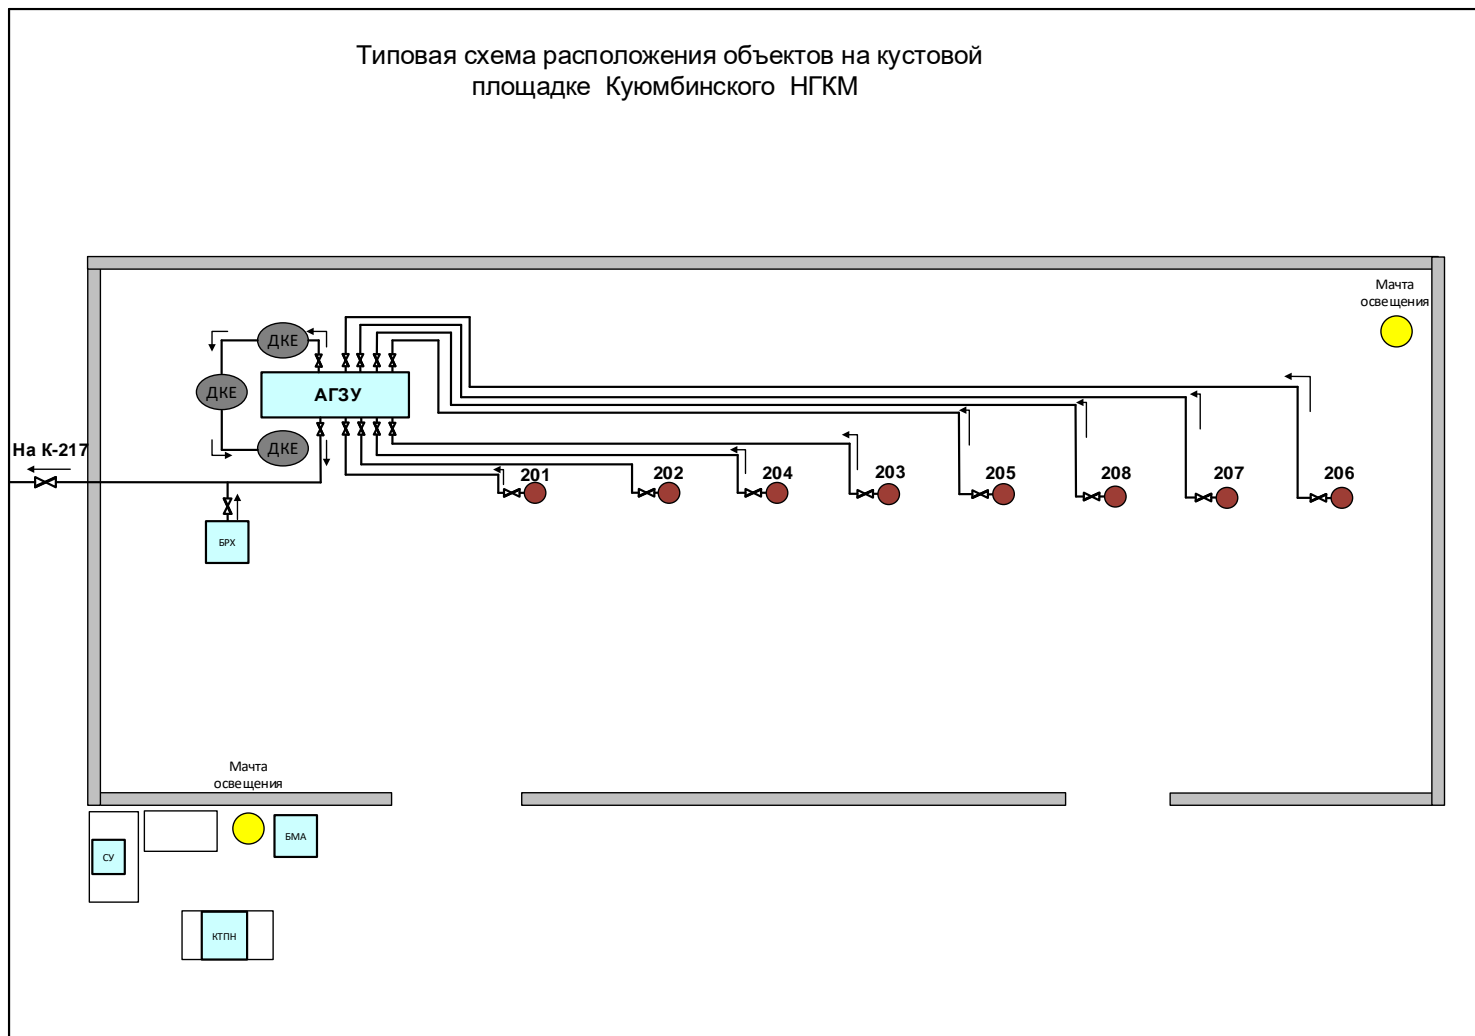 Типовая схема расположения объектов на кустовой
площадке Куюмбинского НГКМ
Мачта
освещения
ДКЕ
ДКЕ
АГЗУ
ДКЕ
На К-217
201
202
204
203
205
208
207
206
БРХ
Мачта
освещения
БМА
СУ
КТПН